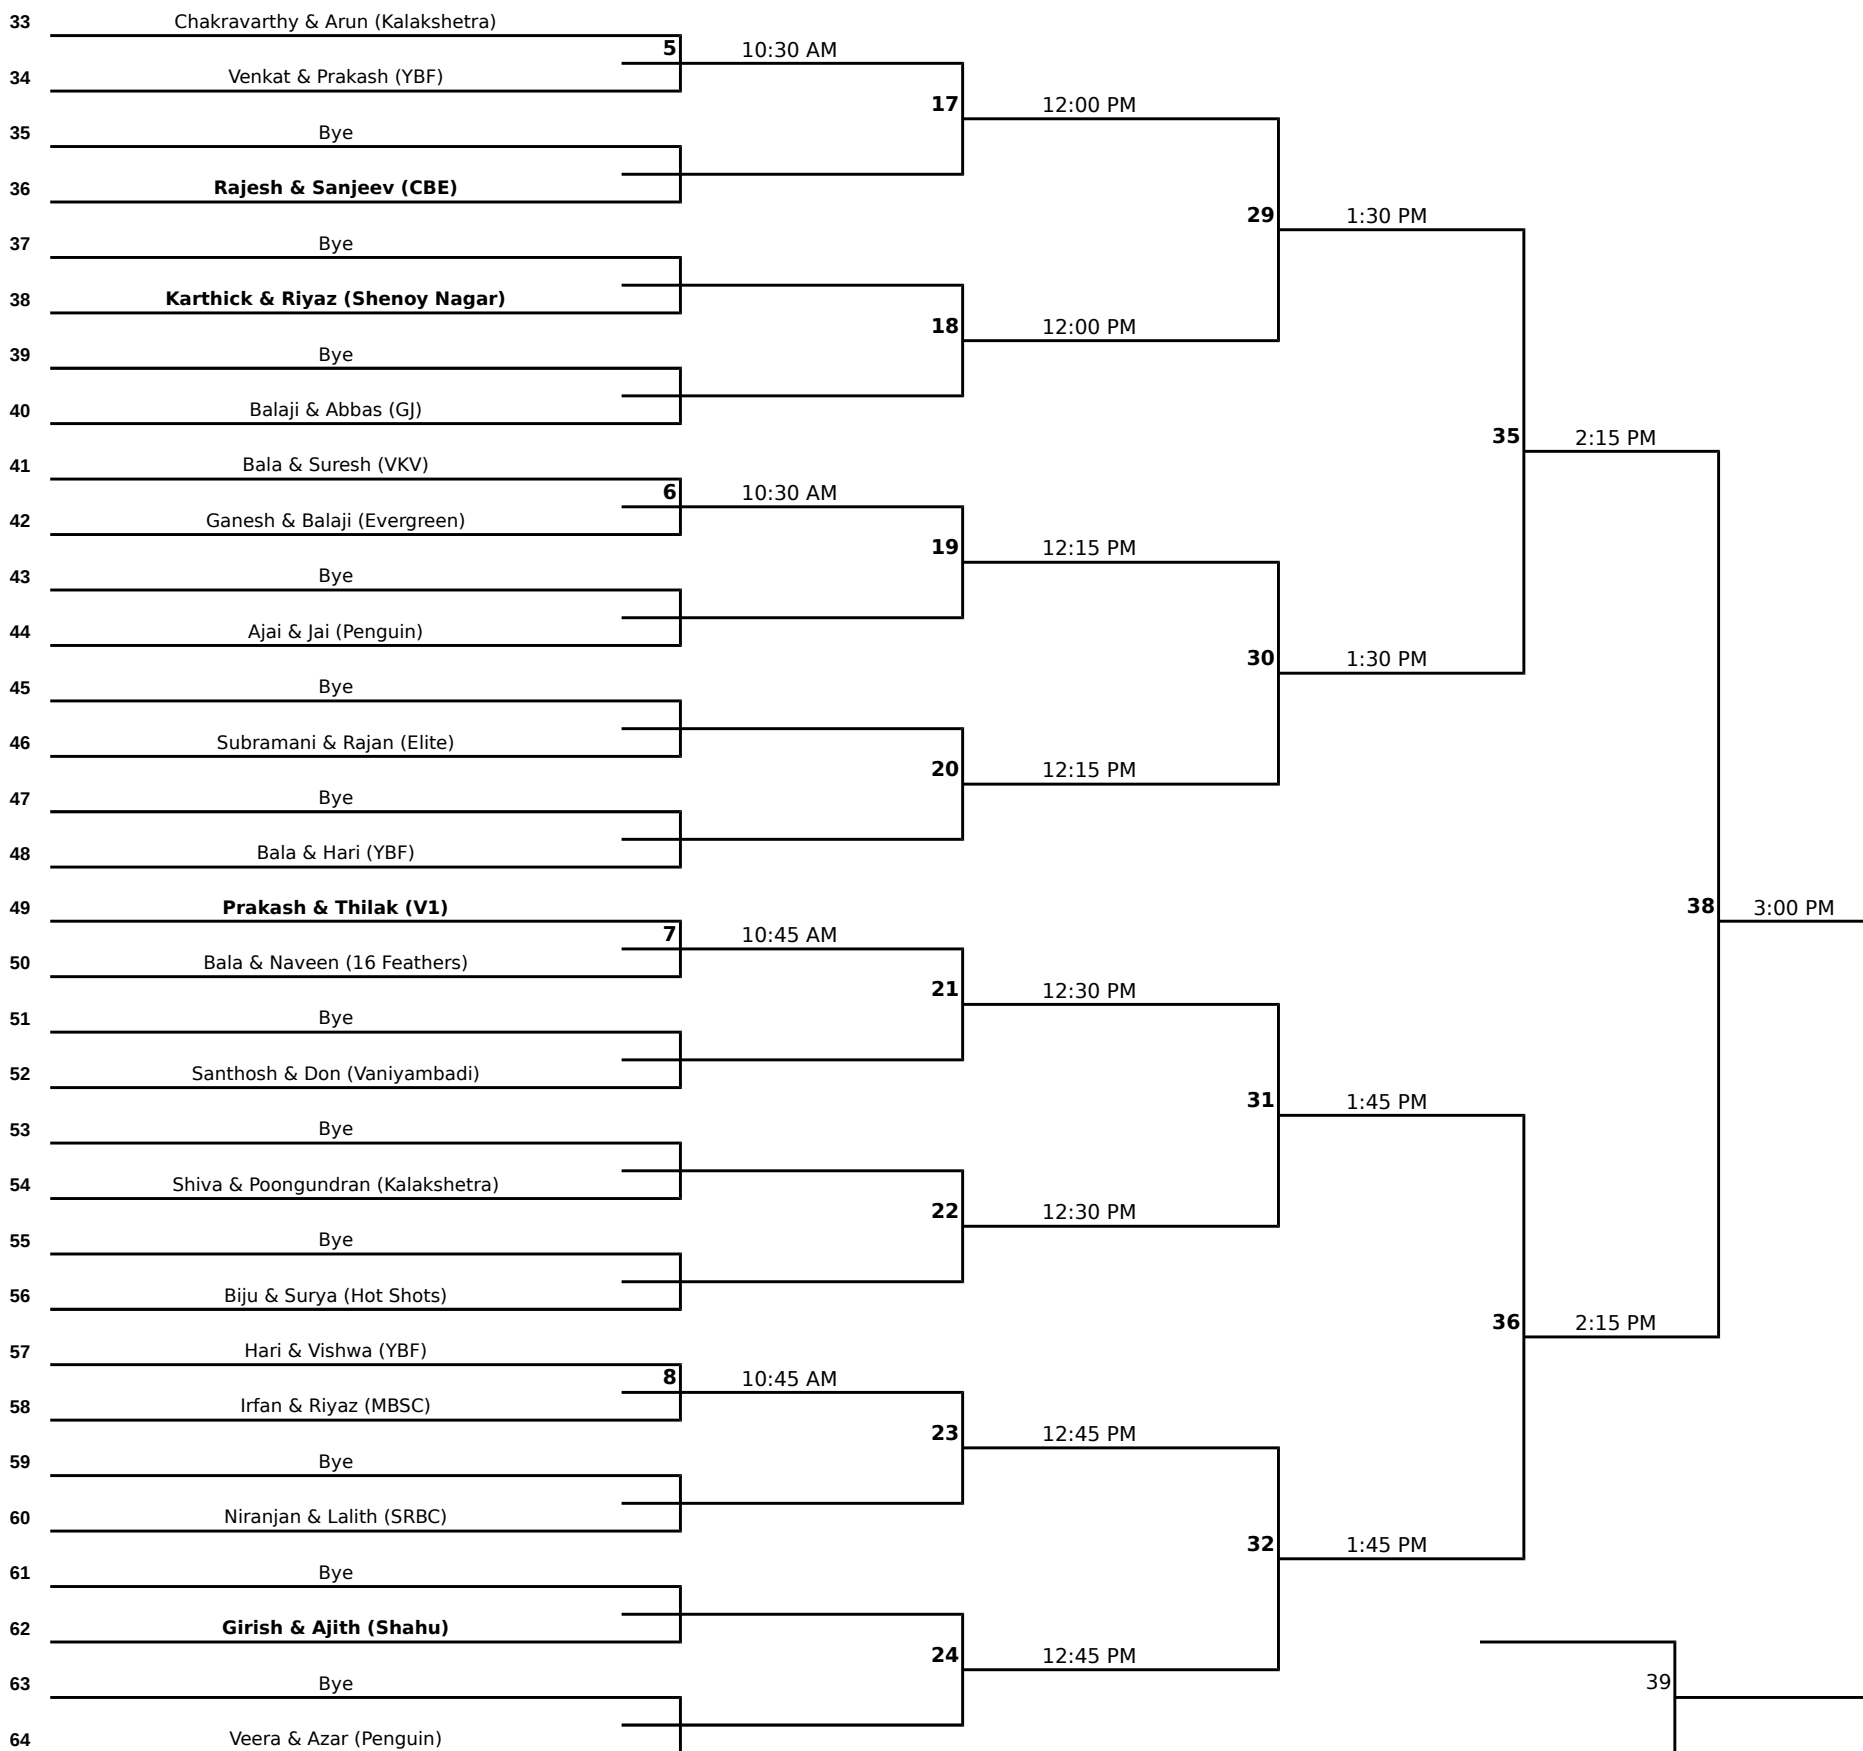 33 Chakravarthy & Arun (Kalakshetra)
5 10:30 AM
34 Venkat & Prakash (YBF)
17 12:00 PM
35 Bye
36 Rajesh & Sanjeev (CBE)
29 1:30 PM
37 Bye
38 Karthick & Riyaz (Shenoy Nagar)
18 12:00 PM
39 Bye
40 Balaji & Abbas (GJ)
35 2:15 PM
41 Bala & Suresh (VKV)
6 10:30 AM
42 Ganesh & Balaji (Evergreen)
19 12:15 PM
43 Bye
44 Ajai & Jai (Penguin)
30 1:30 PM
45 Bye
46 Subramani & Rajan (Elite)
20 12:15 PM
47 Bye
48 Bala & Hari (YBF)
49 Prakash & Thilak (V1)
38 3:00 PM
7 10:45 AM
50 Bala & Naveen (16 Feathers)
21 12:30 PM
51 Bye
52 Santhosh & Don (Vaniyambadi)
31 1:45 PM
53 Bye
54 Shiva & Poongundran (Kalakshetra)
22 12:30 PM
55 Bye
56 Biju & Surya (Hot Shots)
36 2:15 PM
57 Hari & Vishwa (YBF)
8 10:45 AM
58 Irfan & Riyaz (MBSC)
23 12:45 PM
59 Bye
60 Niranjan & Lalith (SRBC)
32 1:45 PM
61 Bye
62 Girish & Ajith (Shahu)
24 12:45 PM
63 Bye
39
64 Veera & Azar (Penguin)